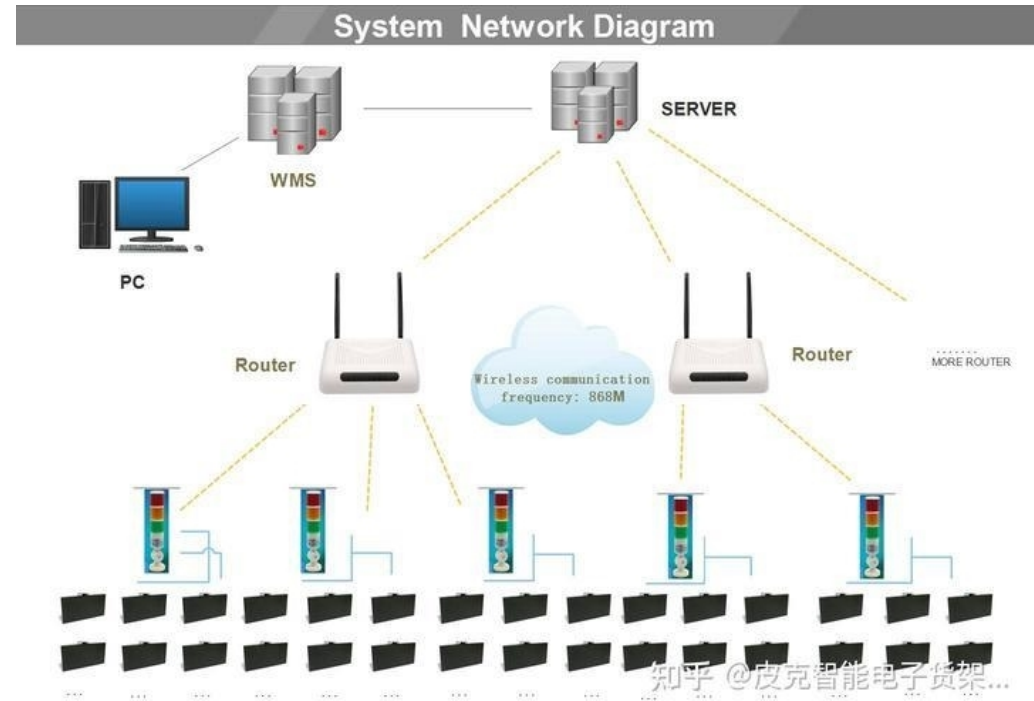 System Network Diagram
SERVER
WMS
PC
Router
Wireless communication
frequency: 868M
Router
.......
MORE ROUTER
... ... ... ... ... ... ... ... ... ... ... ... ... ... ...
知乎 @皮克智能电子货架...